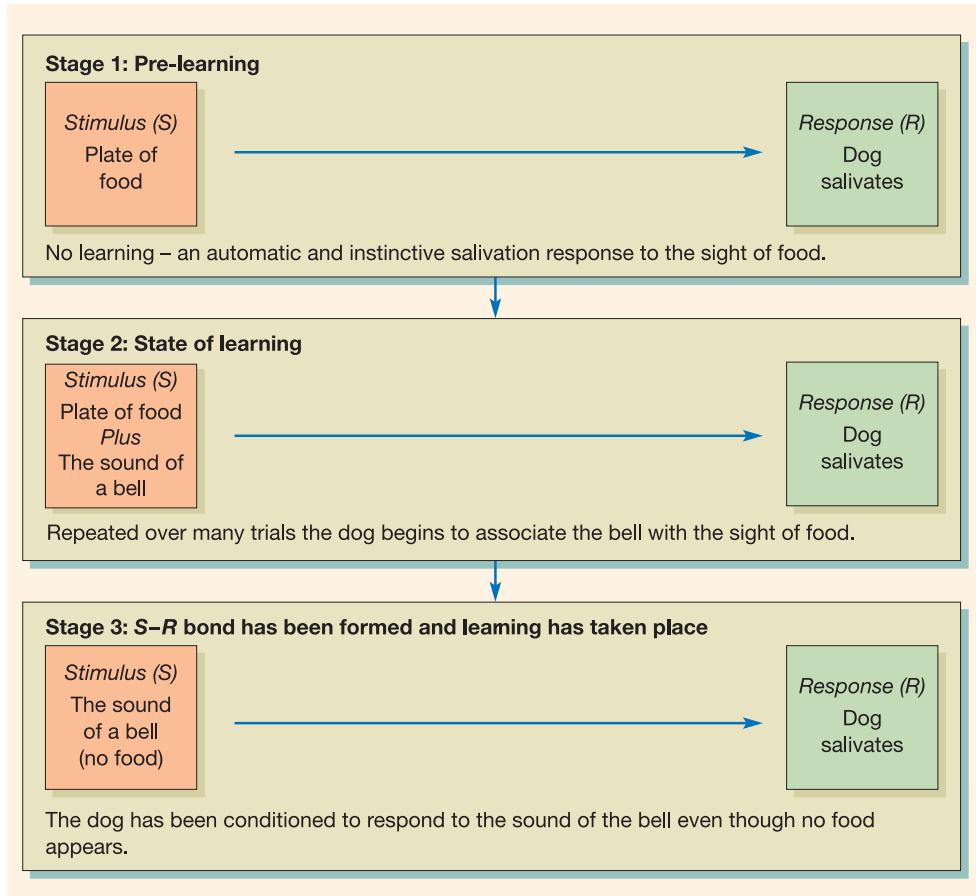 Stage 1: Pre-learning
Stimulus (S)
Plate of
food
Response (R)
Dog
salivates
No learning – an automatic and instinctive salivation response to the sight of food.
Stage 2: State of learning
Stimulus (S)
Plate of food
Plus
The sound of
a bell
Response (R)
Dog
salivates
Repeated over many trials the dog begins to associate the bell with the sight of food.
Stage 3: S–R bond has been formed and learning has taken place
Stimulus (S)
The sound
of a bell
(no food)
Response (R)
Dog
salivates
The dog has been conditioned to respond to the sound of the bell even though no food
appears.